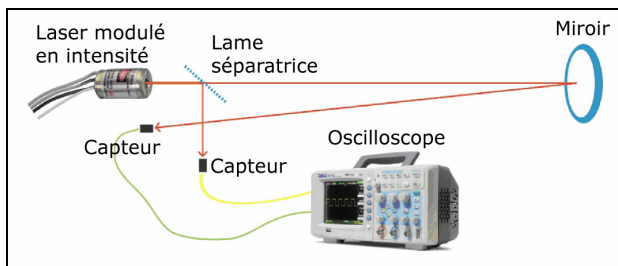 Laser modulé
en intensité
Lame
séparatrice
Miroir
Capteur
Capteur
Oscilloscope